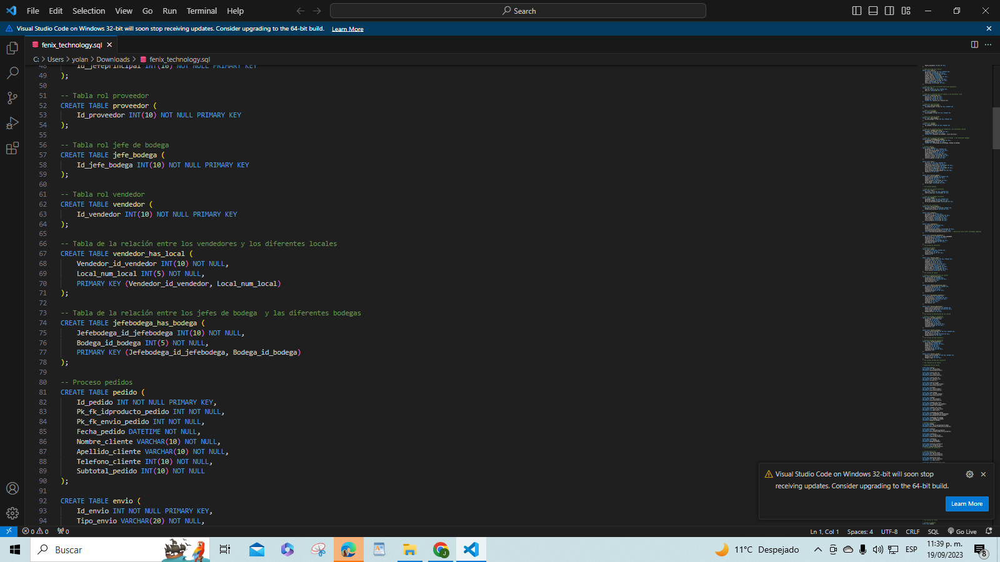 File Edit Selection View Go Run Terminal Help
Search
Visual Studio Code on Windows 32-bit will soon stop receiving updates. Consider upgrading to the 64-bit build. Learn More
fenix_technology.sql
C: > Users > yolan > Downloads > fenix_technology.sql
48 Id_jefeprincipal INT(10) NOT NULL PRIMARY KEY
49 );
50
51 -- Tabla rol proveedor
52 CREATE TABLE proveedor (
53 Id_proveedor INT(10) NOT NULL PRIMARY KEY
54 );
55
56 -- Tabla rol jefe de bodega
57 CREATE TABLE jefe_bodega (
58 Id_jefe_bodega INT(10) NOT NULL PRIMARY KEY
59 );
60
61 -- Tabla rol vendedor
62 CREATE TABLE vendedor (
63 Id_vendedor INT(10) NOT NULL PRIMARY KEY
64 );
65
66 -- Tabla de la relación entre los vendedores y los diferentes locales
67 CREATE TABLE vendedor_has_local (
68 Vendedor_id_vendedor INT(10) NOT NULL,
69 Local_num_local INT(5) NOT NULL,
70 PRIMARY KEY (Vendedor_id_vendedor, Local_num_local)
71 );
72
73 -- Tabla de la relación entre los jefes de bodega  y las diferentes bodegas
74 CREATE TABLE jefebodega_has_bodega (
75 Jefebodega_id_jefebodega INT(10) NOT NULL,
76 Bodega_id_bodega INT(5) NOT NULL,
77 PRIMARY KEY (Jefebodega_id_jefebodega, Bodega_id_bodega)
78 );
79
80 -- Proceso pedidos
81 CREATE TABLE pedido (
82 Id_pedido INT NOT NULL PRIMARY KEY,
83 Pk_fk_idproducto_pedido INT NOT NULL,
84 Pk_fk_envio_pedido INT NOT NULL,
85 Fecha_pedido DATETIME NOT NULL,
86 Nombre_cliente VARCHAR(10) NOT NULL,
87 Apellido_cliente VARCHAR(10) NOT NULL,
88 Telefono_cliente INT(10) NOT NULL,
89 Subtotal_pedido INT(10) NOT NULL
90 );
91
92 CREATE TABLE envio (
93 Id_envio INT NOT NULL PRIMARY KEY,
94 Tipo_envio VARCHAR(20) NOT NULL,
Visual Studio Code on Windows 32-bit will soon stop
receiving updates. Consider upgrading to the 64-bit build.
Learn More
0 0 0
Ln 1, Col 1 Spaces: 4 UTF-8 CRLF SQL Go Live
Buscar
11°C Despejado
ESP
11:39 p. m.
19/09/2023
8